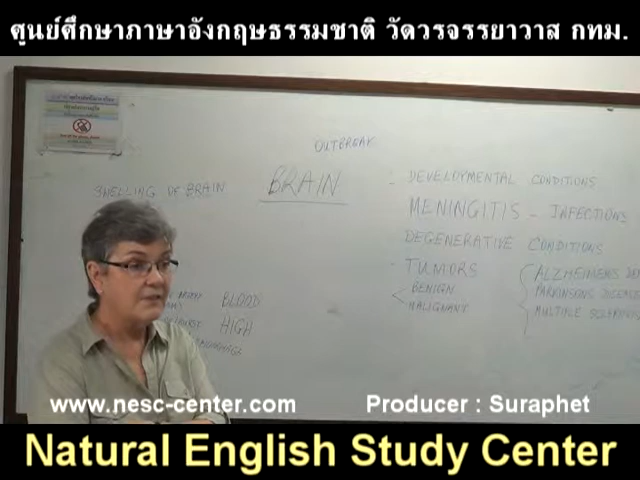 ศูนย์ศึกษาภาษาอังกฤษธรรมชาติ วัดวรจรรยาวาส กทม.
OUTBREAK
SWELLING OF BRAIN
BRAIN
- DEVELOPMENTAL CONDITIONS
MENINGITIS - INFECTIONS
DEGENERATIVE CONDITIONS
- TUMORS
BENIGN
MALIGNANT
ALZHEIMERS
PARKINSONS DISEASE
MULTIPLE SCLEROSIS
BLOOD
HIGH
www.nesc-center.com
Producer : Suraphet
Natural English Study Center